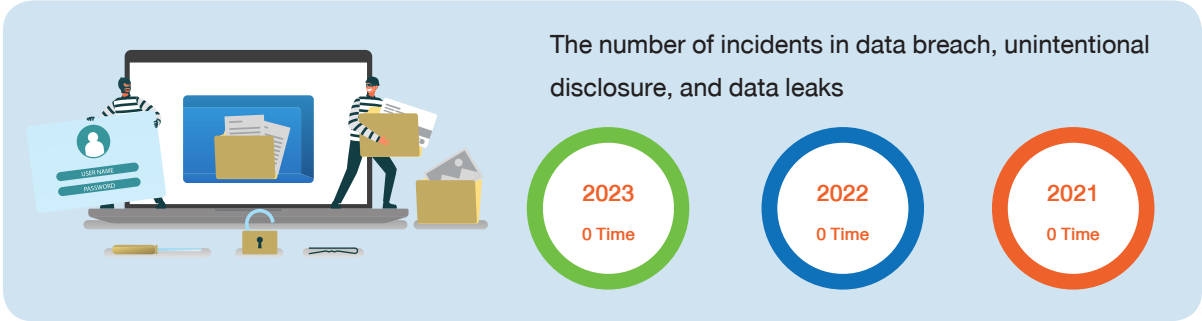 The number of incidents in data breach, unintentional
disclosure, and data leaks
USER NAME
PASSWORD
2023
0 Time
2022
0 Time
2021
0 Time